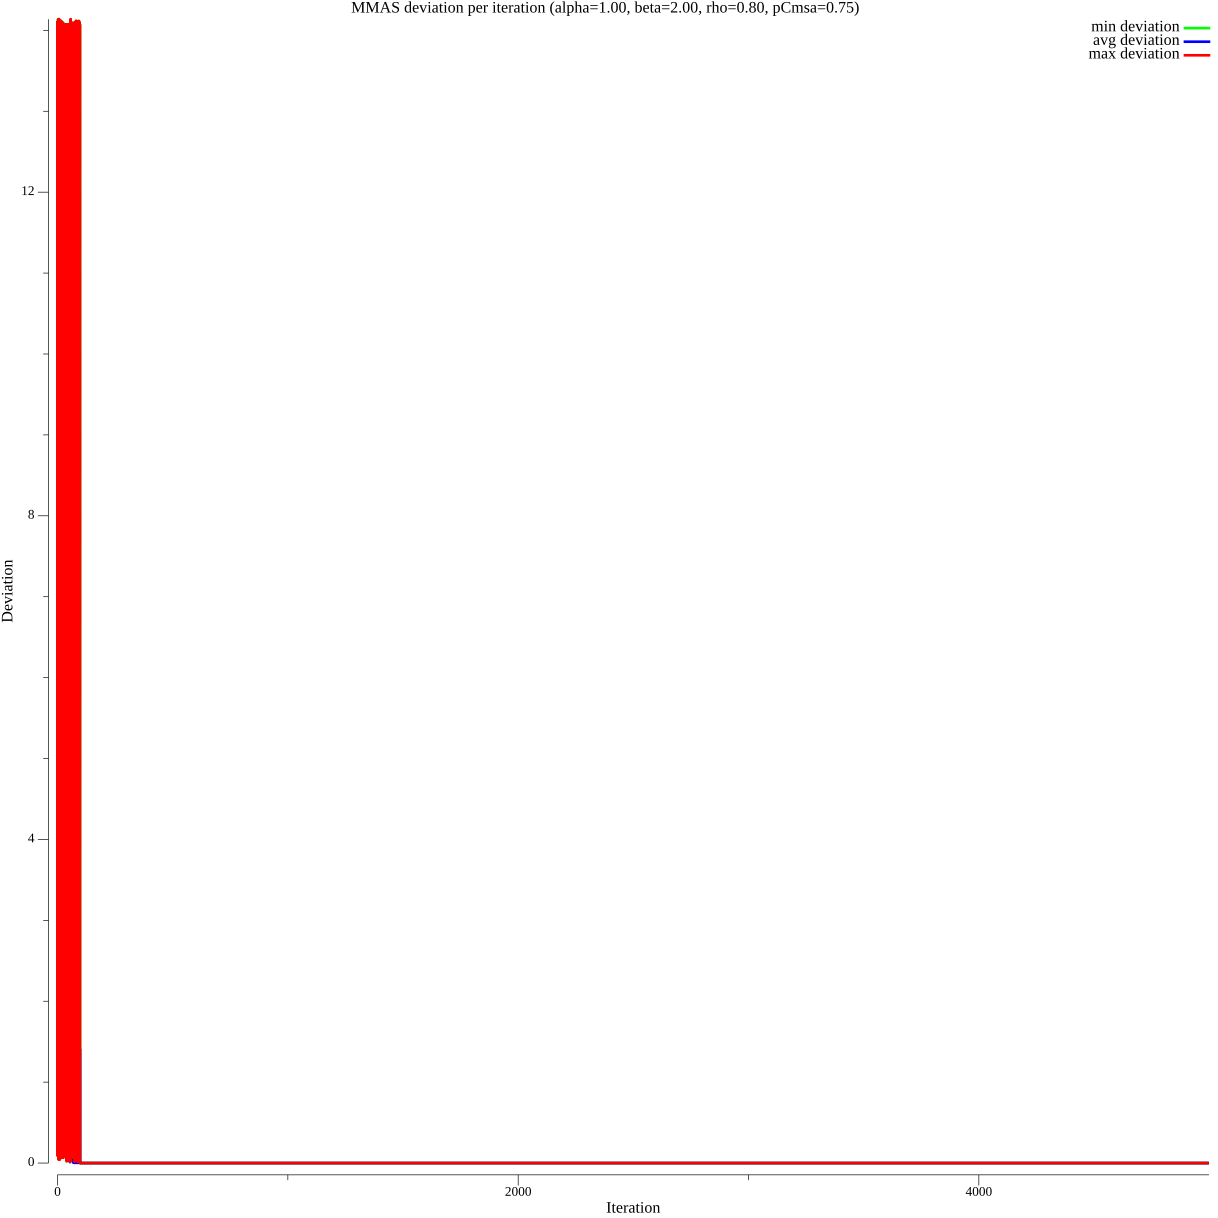 MMAS deviation per iteration (alpha=1.00, beta=2.00, rho=0.80, pCmsa=0.75)
min deviation
avg deviation
max deviation
12
8
4
0
Deviation
0 2000 4000
Iteration